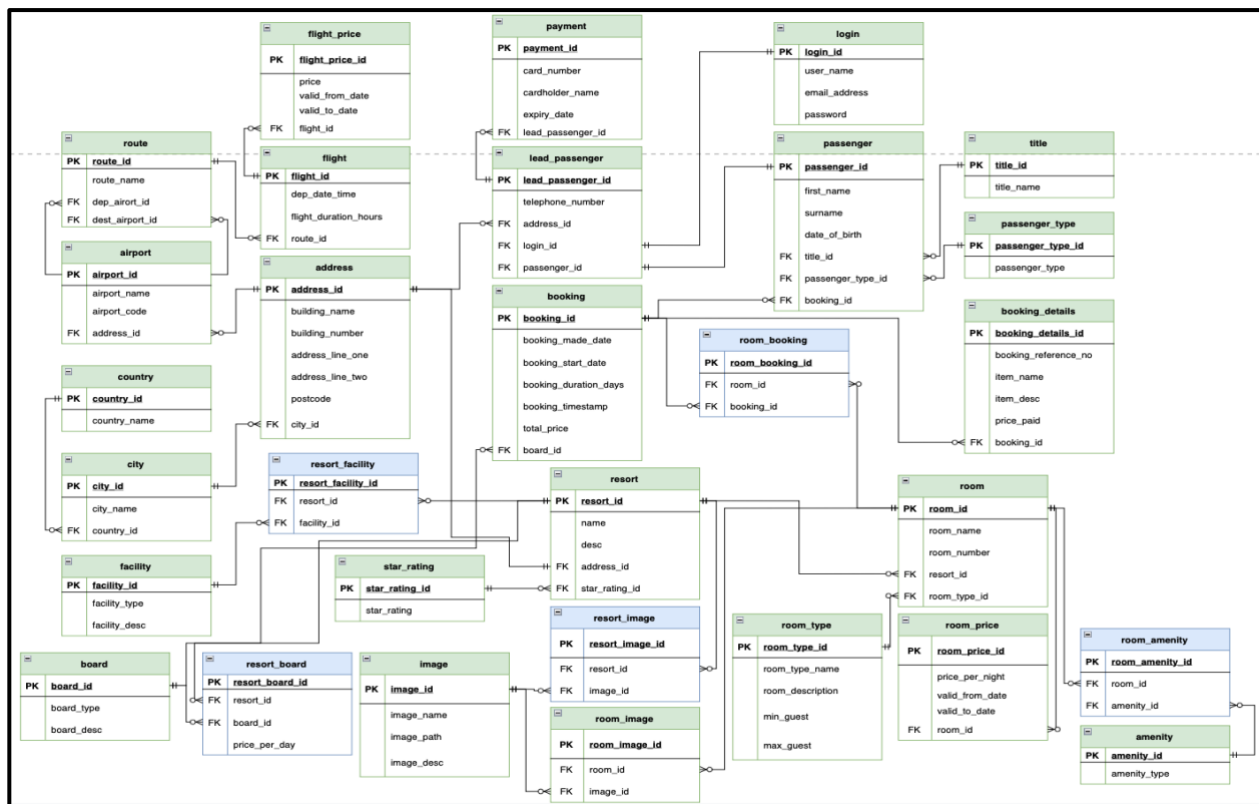 flight_price
PK flight_price_id
price
valid_from_date
valid_to_date
FK flight_id
payment
PK payment_id
card_number
cardholder_name
expiry_date
FK lead_passenger_id
login
PK login_id
user_name
email_address
password
route
PK route_id
route_name
FK dep_airort_id
FK dest_airport_id
flight
PK flight_id
dep_date_time
flight_duration_hours
FK route_id
lead_passenger
PK lead_passenger_id
telephone_number
FK address_id
FK login_id
FK passenger_id
passenger
PK passenger_id
first_name
surname
date_of_birth
FK title_id
FK passenger_type_id
FK booking_id
title
PK title_id
title_name
passenger_type
PK passenger_type_id
passenger_type
airport
PK airport_id
airport_name
airport_code
FK address_id
address
PK address_id
building_name
building_number
address_line_one
address_line_two
postcode
FK city_id
booking
PK booking_id
booking_made_date
booking_start_date
booking_duration_days
booking_timestamp
total_price
FK board_id
room_booking
PK room_booking_id
FK room_id
FK booking_id
booking_details
PK booking_details_id
booking_reference_no
item_name
item_desc
price_paid
FK booking_id
country
PK country_id
country_name
city
PK city_id
city_name
FK country_id
resort_facility
PK resort_facility_id
FK resort_id
FK facility_id
resort
PK resort_id
name
desc
FK address_id
FK star_rating_id
room
PK room_id
room_name
room_number
FK resort_id
FK room_type_id
facility
PK facility_id
facility_type
facility_desc
star_rating
PK star_rating_id
star_rating
resort_image
PK resort_image_id
FK resort_id
FK image_id
room_type
PK room_type_id
room_type_name
room_description
min_guest
max_guest
room_price
PK room_price_id
price_per_night
valid_from_date
valid_to_date
FK room_id
room_amenity
PK room_amenity_id
FK room_id
FK amenity_id
board
PK board_id
board_type
board_desc
resort_board
PK resort_board_id
FK resort_id
FK board_id
price_per_day
image
PK image_id
image_name
image_path
image_desc
room_image
PK room_image_id
FK room_id
FK image_id
amenity
PK amenity_id
amenity_type